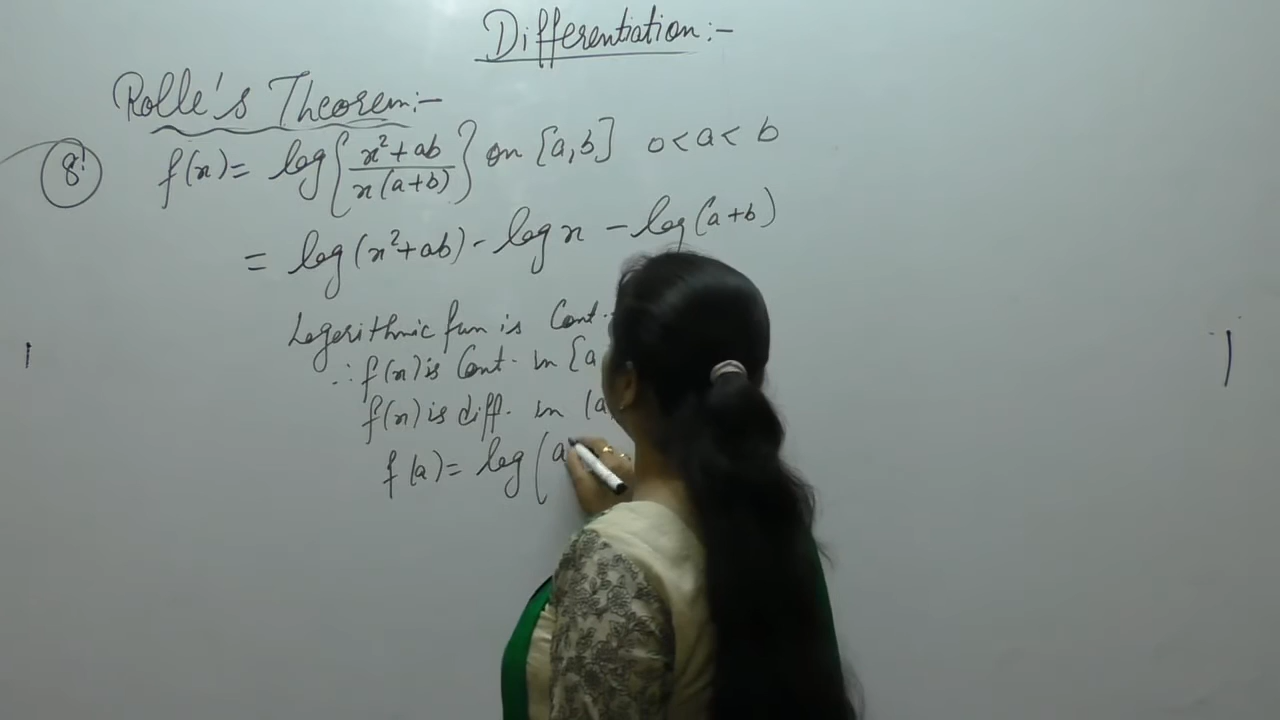 Differentiation:-
Rolle's Theorem:-
8! f(x) = log{x²+ab / x(a+b)} on [a,b] 0<a<b
= log(x²+ab) - log x - log(a+b)
Logerithmic fun is Cont.
∴ f(x) is Cont. in [a
f(x) is diff. in (a,
f(a) = log(a